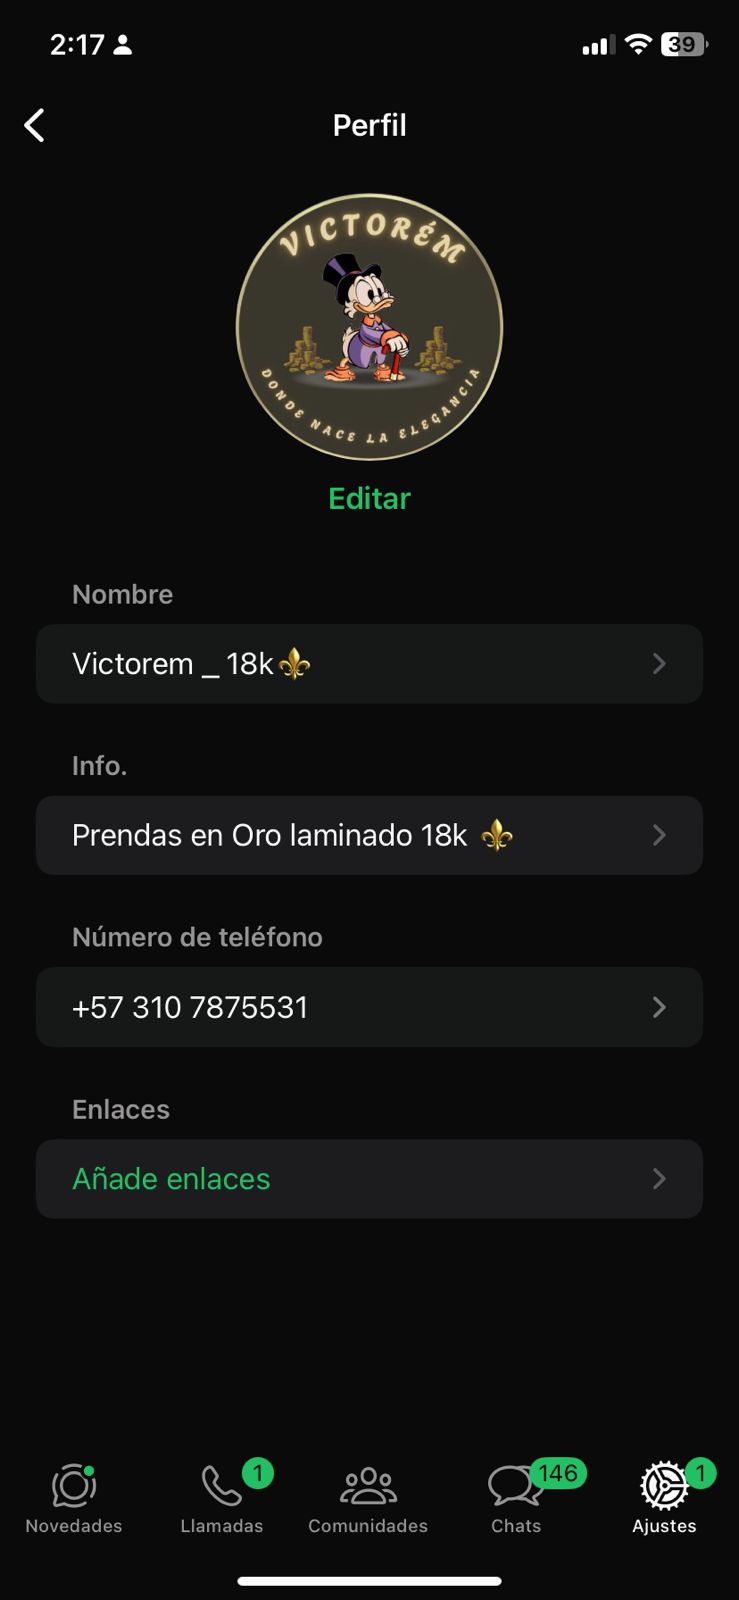 2:17
39
Perfil
VICTORÉM
DONDE NACE LA ELEGANCIA
Editar
Nombre
Victorem _ 18k⚜️
Info.
Prendas en Oro laminado 18k ⚜️
Número de teléfono
+57 310 7875531
Enlaces
Añade enlaces
1
146
1
Novedades
Llamadas
Comunidades
Chats
Ajustes